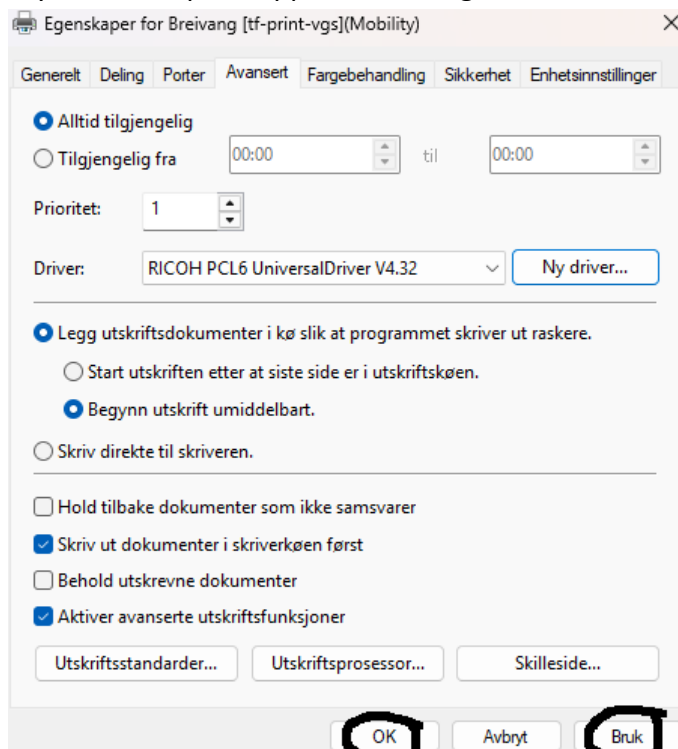 Egenskaper for Breivang [tf-print-vgs](Mobility)
Generelt Deling Porter Avansert Fargebehandling Sikkerhet Enhetsinnstillinger
Alltid tilgjengelig
Tilgjengelig fra 00:00 til 00:00
Prioritet: 1
Driver: RICOH PCL6 UniversalDriver V4.32 Ny driver...
Legg utskriftsdokumenter i kø slik at programmet skriver ut raskere.
Start utskriften etter at siste side er i utskriftskøen.
Begynn utskrift umiddelbart.
Skriv direkte til skriveren.
Hold tilbake dokumenter som ikke samsvarer
Skriv ut dokumenter i skriverkøen først
Behold utskrevne dokumenter
Aktiver avanserte utskriftsfunksjoner
Utskriftsstandarder... Utskriftsprosessor... Skilleside...
OK Avbryt Bruk